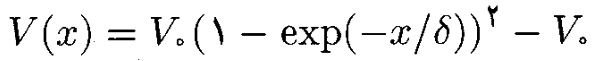 V(x) = V۰(۱ − exp(−x/δ))۲ − V۰